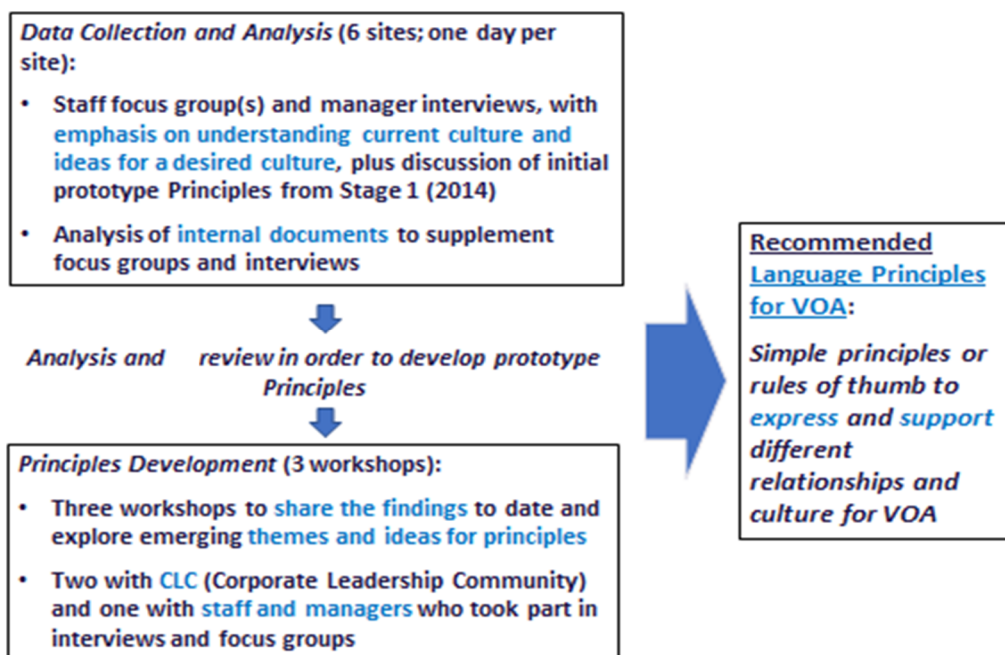 Data Collection and Analysis (6 sites; one day per
site):
• Staff focus group(s) and manager interviews, with
emphasis on understanding current culture and
ideas for a desired culture, plus discussion of initial
prototype Principles from Stage 1 (2014)
• Analysis of internal documents to supplement
focus groups and interviews
Analysis and review in order to develop prototype
Principles
Principles Development (3 workshops):
• Three workshops to share the findings to date and
explore emerging themes and ideas for principles
• Two with CLC (Corporate Leadership Community)
and one with staff and managers who took part in
interviews and focus groups
Recommended
Language Principles
for VOA:
Simple principles or
rules of thumb to
express and support
different
relationships and
culture for VOA